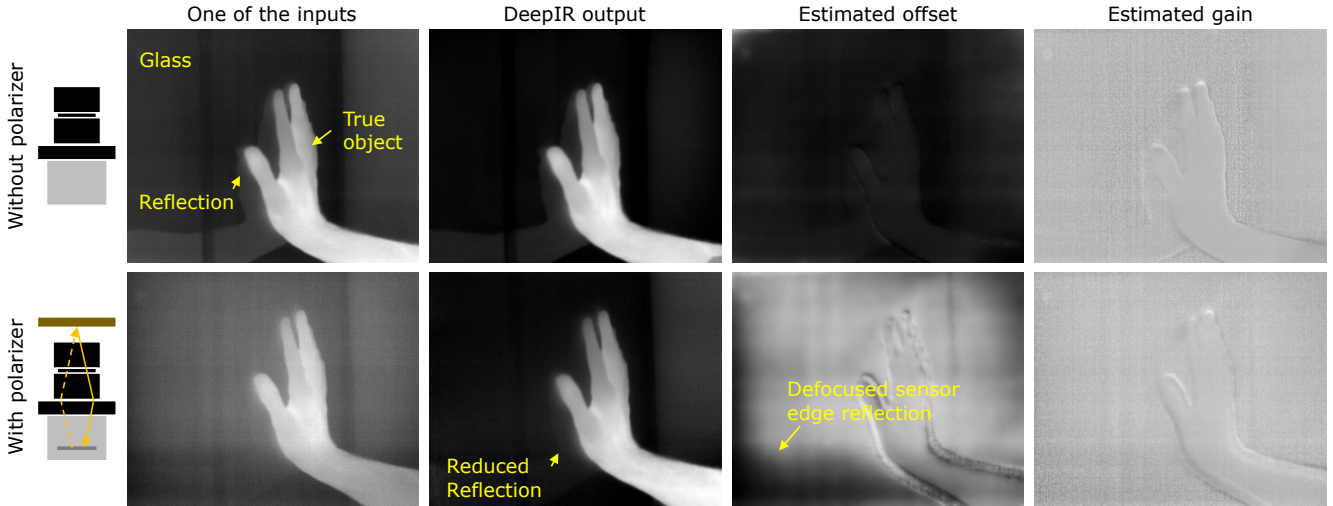 One of the inputs
DeepIR output
Estimated offset
Estimated gain
Without polarizer
Glass
True
object
Reflection
With polarizer
Reduced
Reflection
Defocused sensor
edge reflection